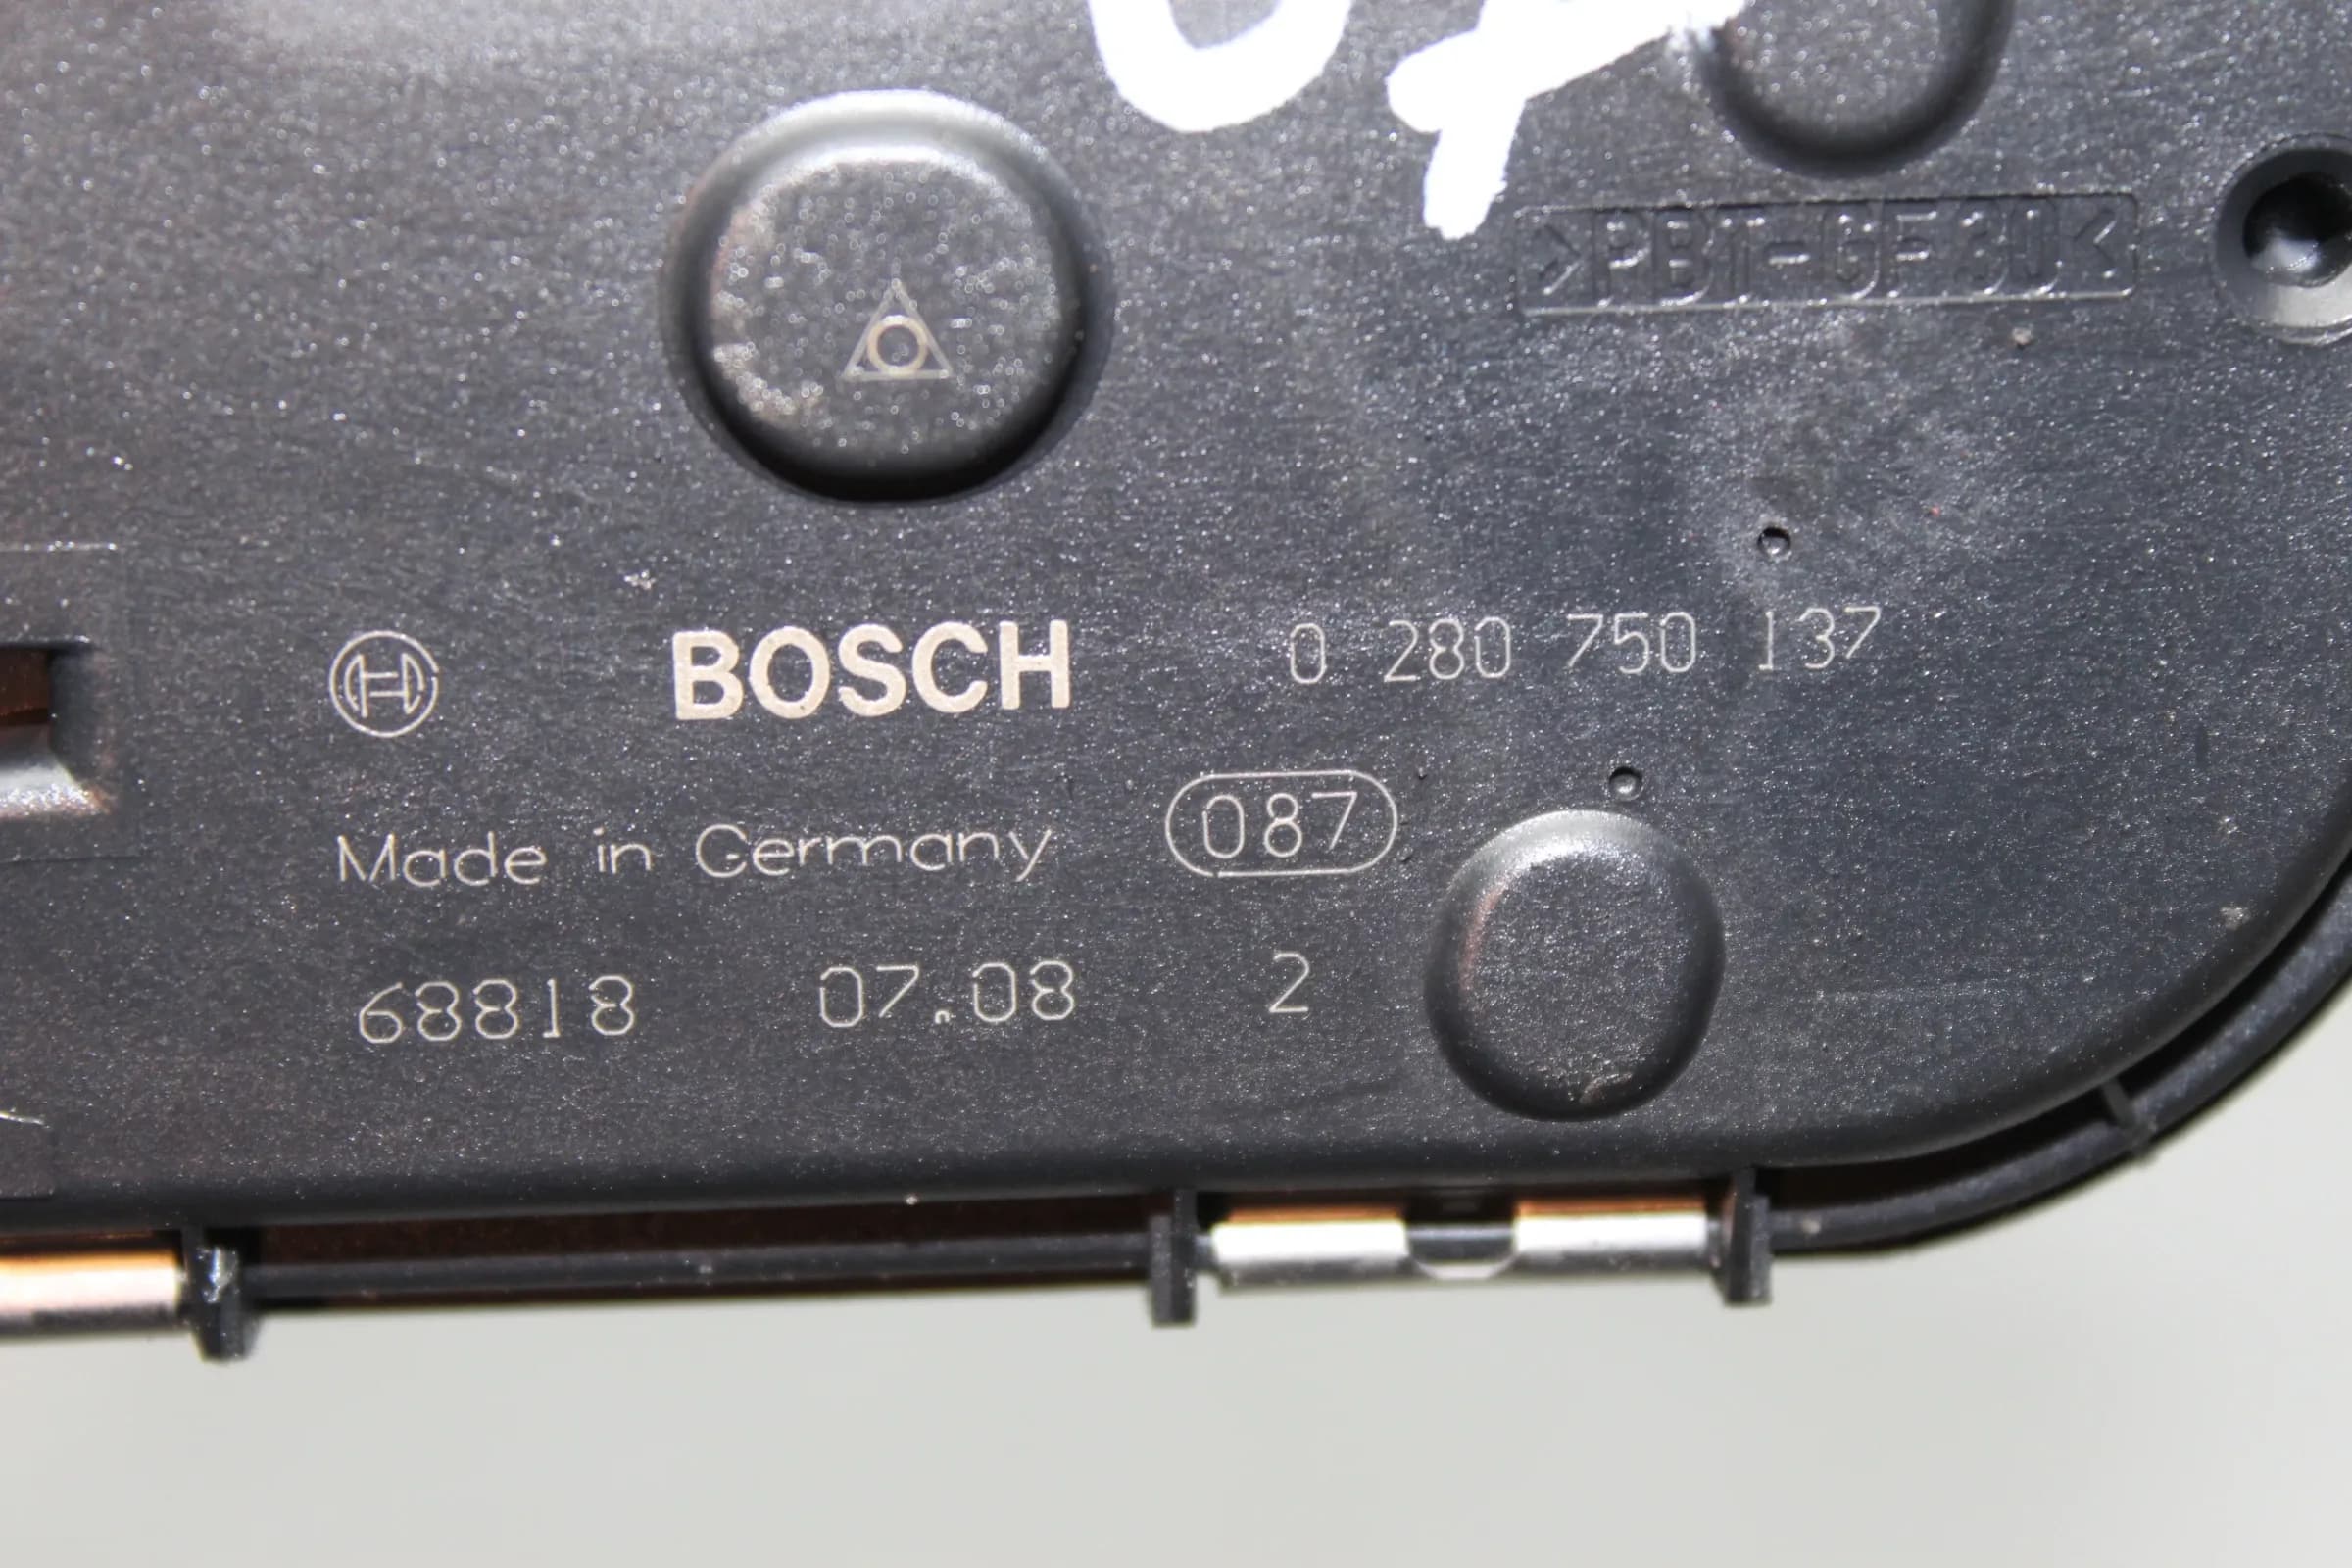 >PBT-GF30<
BOSCH 0 280 750 137
Made in Germany 087
68818 07.08 2